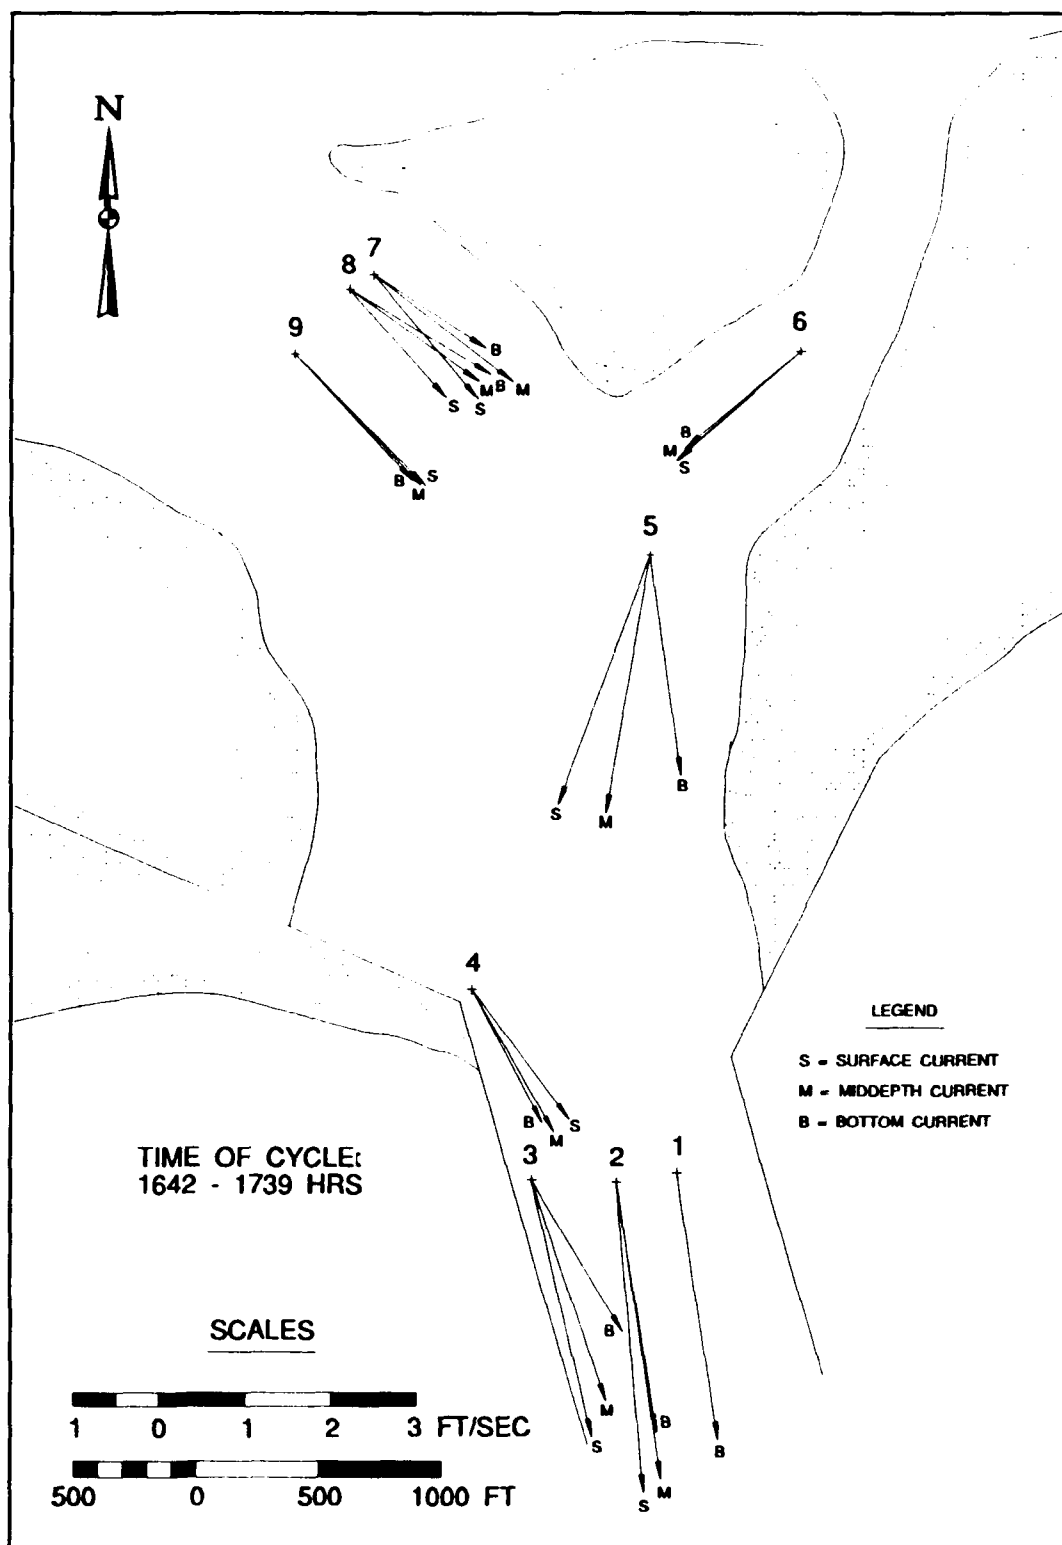 N
7
8
9
6
B
M
B
M
S
S
B
M
S
S
B
M
5
B
S
M
4
LEGEND
S = SURFACE CURRENT
M = MIDDEPTH CURRENT
B = BOTTOM CURRENT
B
M
S
TIME OF CYCLE:
1642 - 1739 HRS
3
2
1
B
SCALES
M
S
B
B
M
S
1 0 1 2 3 FT/SEC
500 0 500 1000 FT